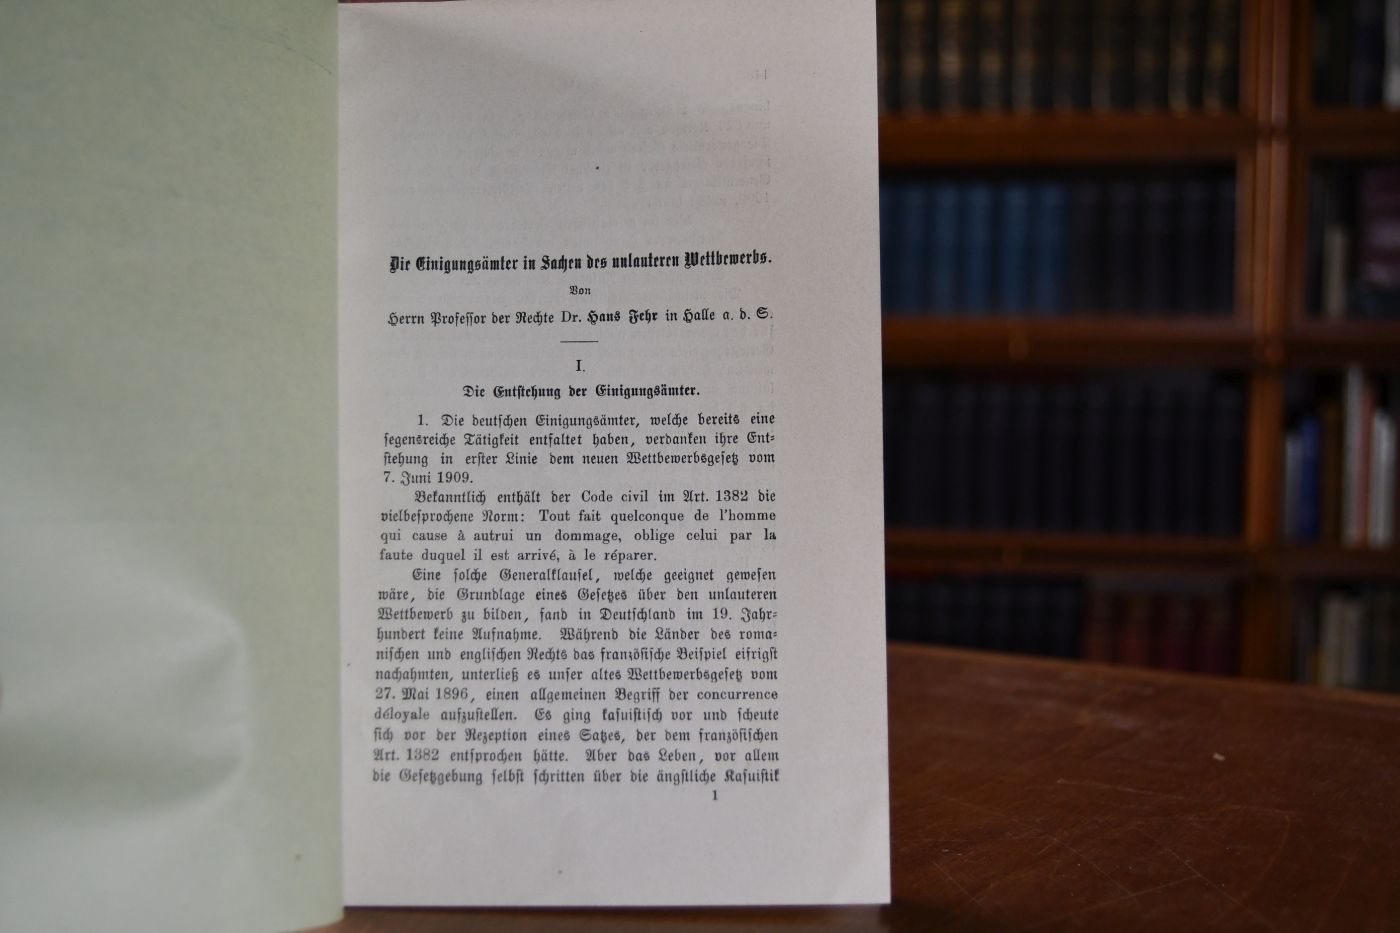 Die Einigungsämter in Sachen des unlauteren Wettbewerbs.
Von
Herrn Professor der Rechte Dr. Hans Fehr in Halle a. d. S.
I.
Die Entstehung der Einigungsämter.
1. Die deutschen Einigungsämter, welche bereits eine
segensreiche Tätigkeit entfaltet haben, verdanken ihre Ent-
stehung in erster Linie dem neuen Wettbewerbsgesetz vom
7. Juni 1909.
Bekanntlich enthält der Code civil im Art. 1382 die
vielbesprochene Norm: Tout fait quelconque de l'homme
qui cause à autrui un dommage, oblige celui par la
faute duquel il est arrivé, à le réparer.
Eine solche Generalklausel, welche geeignet gewesen
wäre, die Grundlage eines Gesetzes über den unlauteren
Wettbewerb zu bilden, fand in Deutschland im 19. Jahr-
hundert keine Aufnahme. Während die Länder des roma-
nischen und englischen Rechts das französische Beispiel eifrigst
nachahmten, unterließ es unser altes Wettbewerbsgesetz vom
27. Mai 1896, einen allgemeinen Begriff der concurrence
déloyale aufzustellen. Es ging kasuistisch vor und scheute
sich vor der Rezeption eines Satzes, der dem französischen
Art. 1382 entsprochen hätte. Aber das Leben, vor allem
die Gesetzgebung selbst schritten über die ängstliche Kasuistik
1